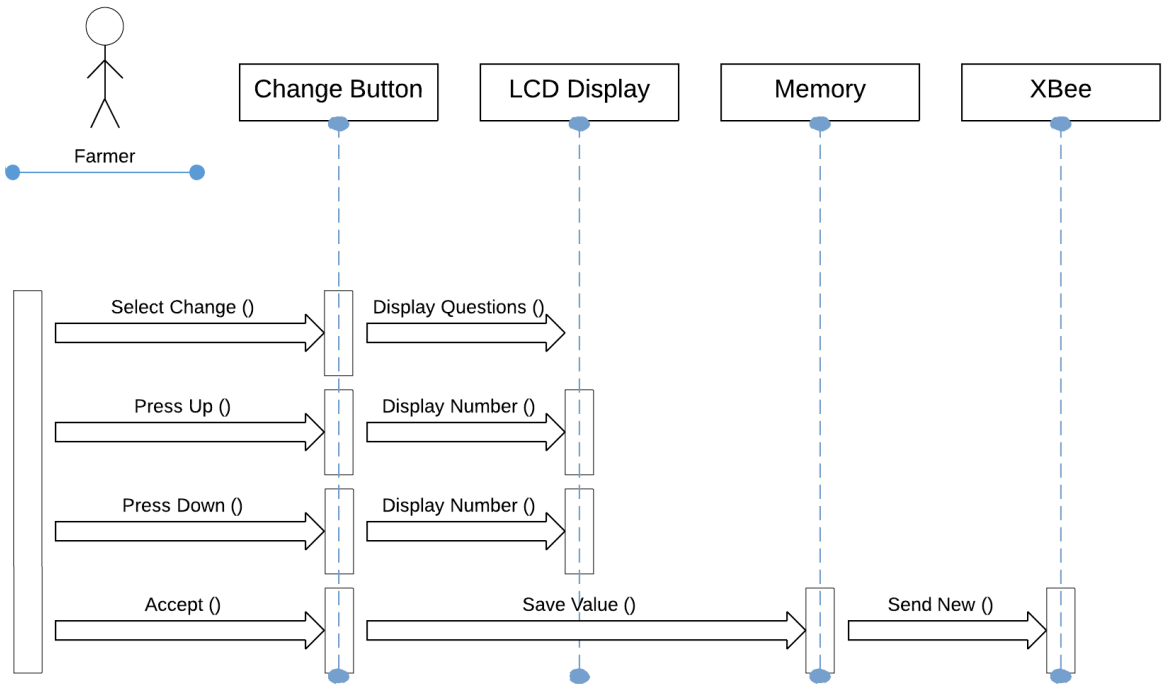 Change Button
LCD Display
Memory
XBee
Farmer
Select Change ()
Display Questions ()
Press Up ()
Display Number ()
Press Down ()
Display Number ()
Accept ()
Save Value ()
Send New ()